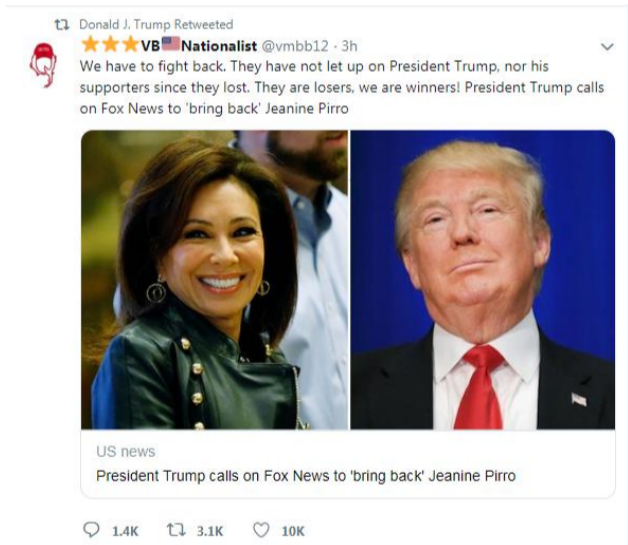 Donald J. Trump Retweeted
VB Nationalist @vmbb12 · 3h
We have to fight back. They have not let up on President Trump, nor his
supporters since they lost. They are losers, we are winners! President Trump calls
on Fox News to 'bring back' Jeanine Pirro
US news
President Trump calls on Fox News to 'bring back' Jeanine Pirro
1.4K 3.1K 10K